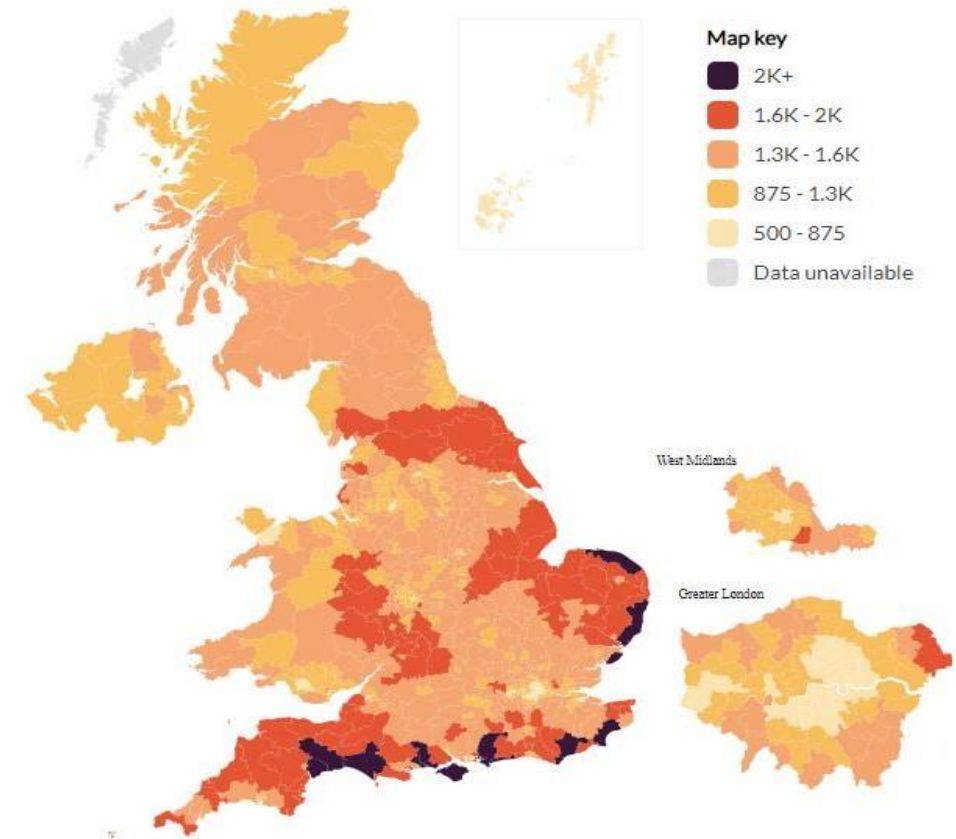 Map key
2K+
1.6K - 2K
1.3K - 1.6K
875 - 1.3K
500 - 875
Data unavailable
West Midlands
Greater London